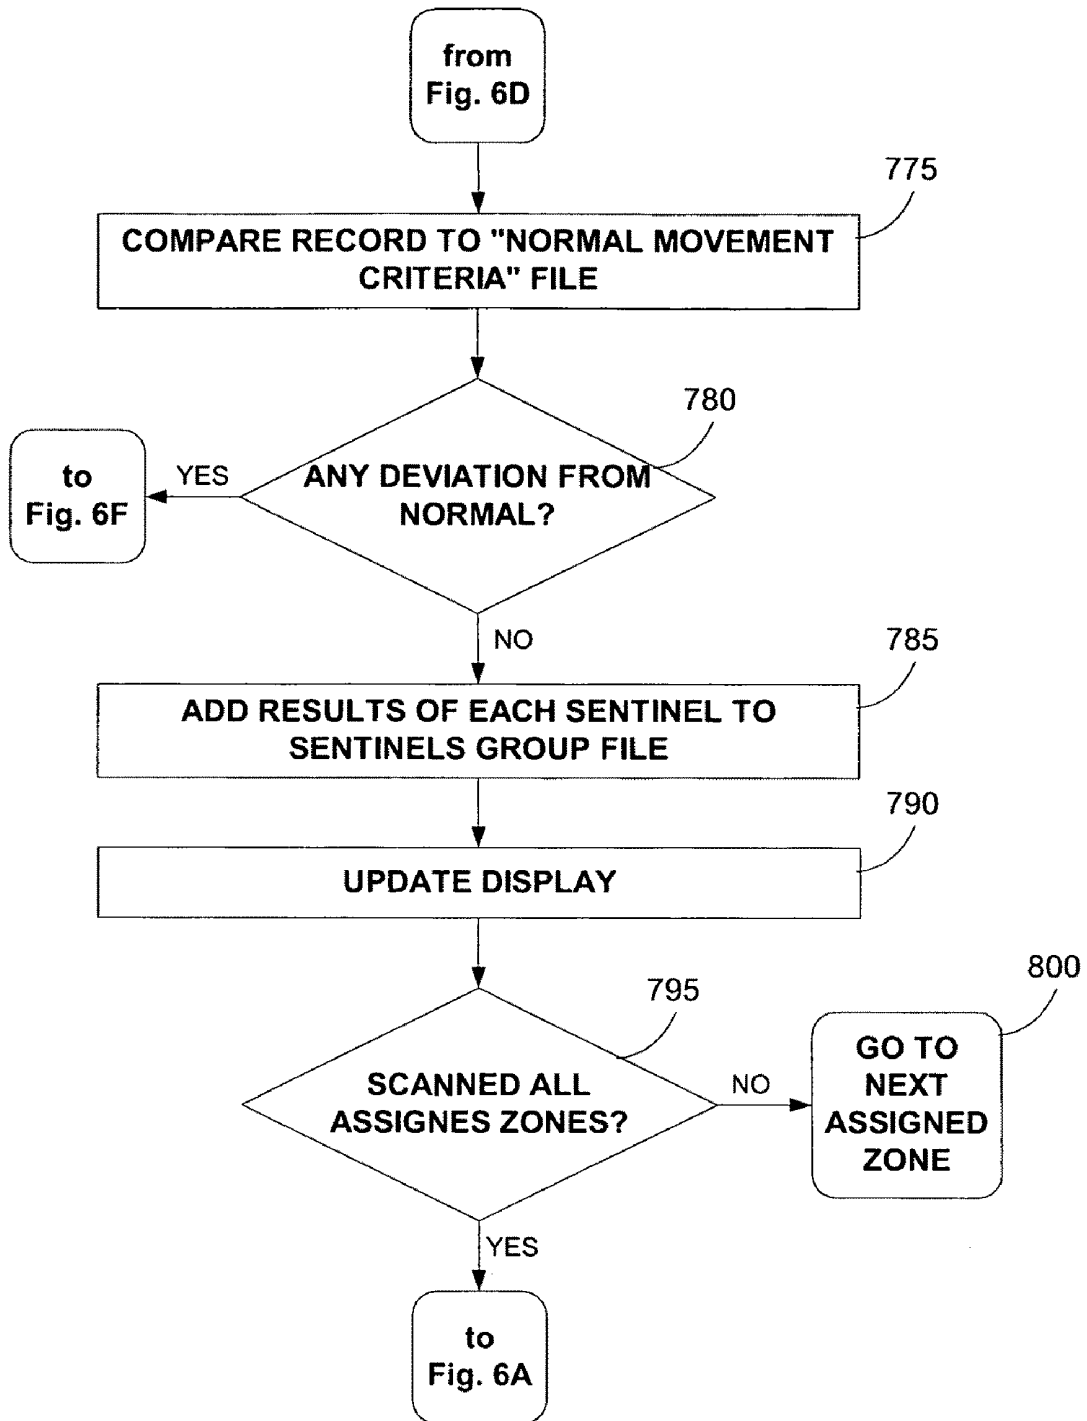 from
Fig. 6D
775
COMPARE RECORD TO "NORMAL MOVEMENT
CRITERIA" FILE
780
ANY DEVIATION FROM
NORMAL?
YES
to
Fig. 6F
NO
785
ADD RESULTS OF EACH SENTINEL TO
SENTINELS GROUP FILE
790
UPDATE DISPLAY
795
SCANNED ALL
ASSIGNES ZONES?
NO
800
GO TO
NEXT
ASSIGNED
ZONE
YES
to
Fig. 6A